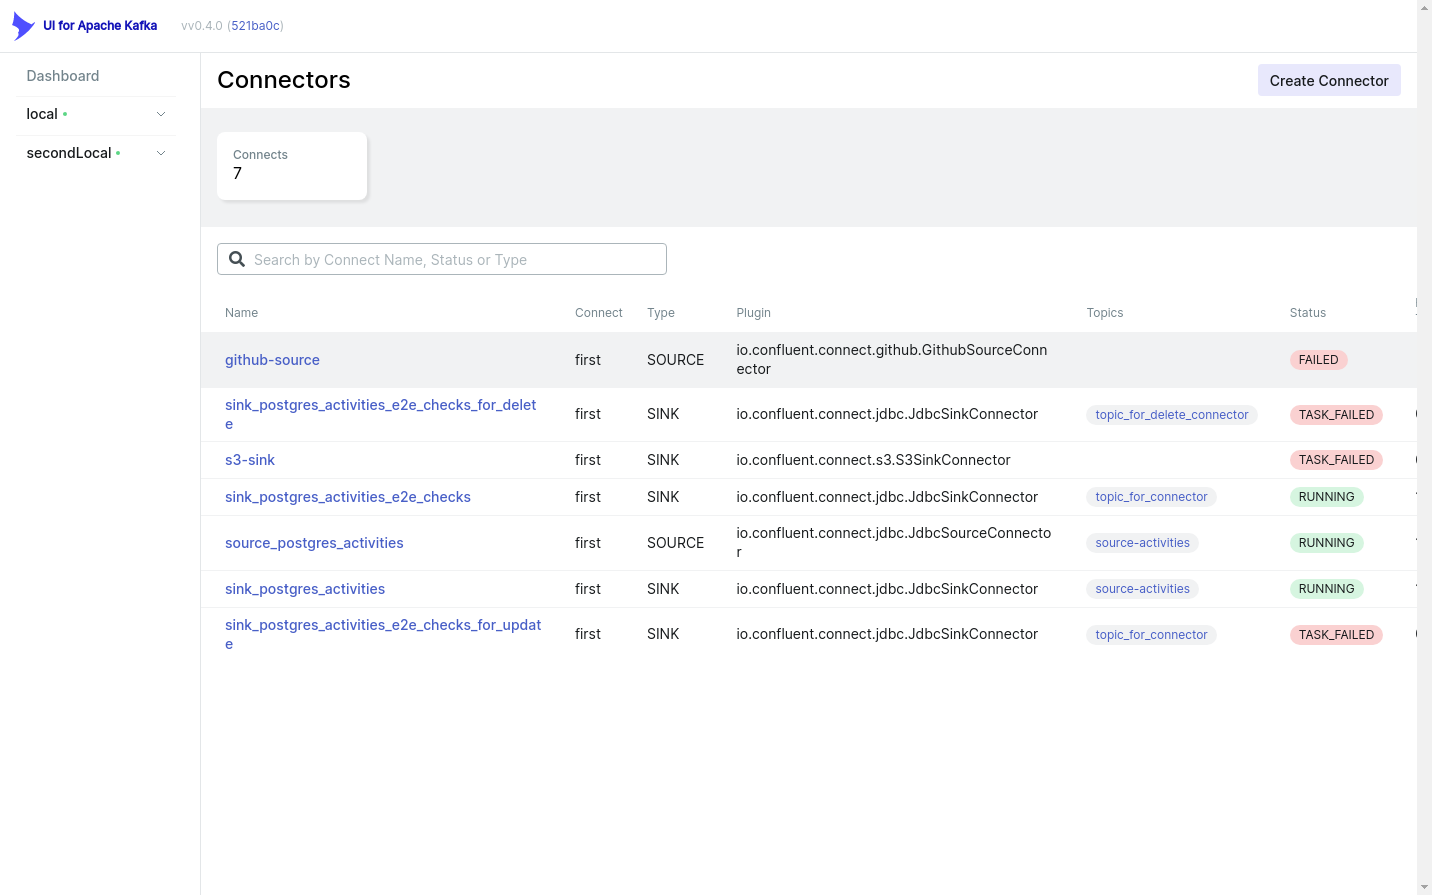 UI for Apache Kafka vv0.4.0 (521ba0c)
Dashboard
local
secondLocal
Connectors
Create Connector
Connects
7
Search by Connect Name, Status or Type
Name Connect Type Plugin Topics Status
github-source first SOURCE io.confluent.connect.github.GithubSourceConn
ector FAILED
sink_postgres_activities_e2e_checks_for_delet
e first SINK io.confluent.connect.jdbc.JdbcSinkConnector topic_for_delete_connector TASK_FAILED
s3-sink first SINK io.confluent.connect.s3.S3SinkConnector TASK_FAILED
sink_postgres_activities_e2e_checks first SINK io.confluent.connect.jdbc.JdbcSinkConnector topic_for_connector RUNNING
source_postgres_activities first SOURCE io.confluent.connect.jdbc.JdbcSourceConnecto
r source-activities RUNNING
sink_postgres_activities first SINK io.confluent.connect.jdbc.JdbcSinkConnector source-activities RUNNING
sink_postgres_activities_e2e_checks_for_updat
e first SINK io.confluent.connect.jdbc.JdbcSinkConnector topic_for_connector TASK_FAILED